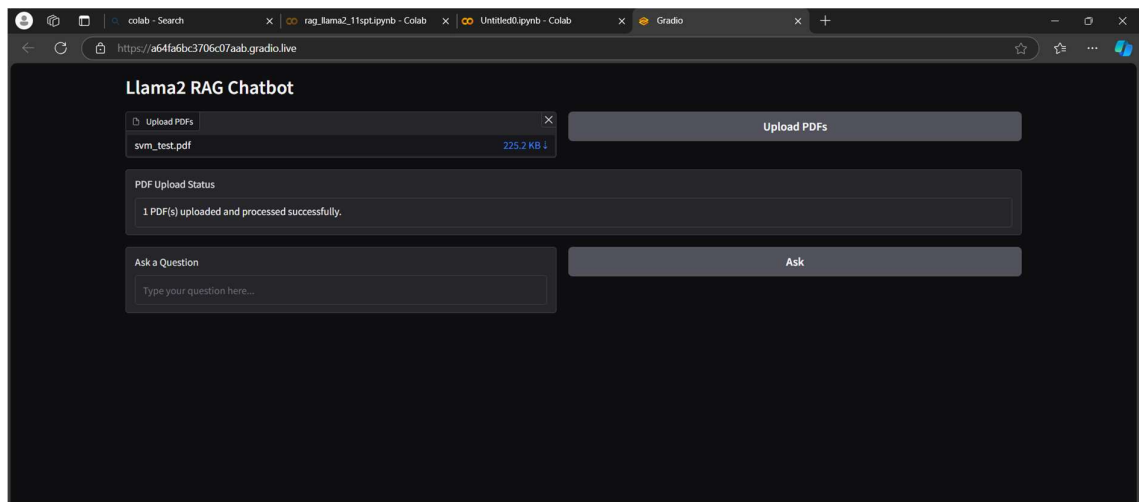 colab - Search
rag_llama2_11spt.ipynb - Colab
Untitled0.ipynb - Colab
Gradio
https://a64fa6bc3706c07aab.gradio.live
Llama2 RAG Chatbot
Upload PDFs
svm_test.pdf 225.2 KB ↓
Upload PDFs
PDF Upload Status
1 PDF(s) uploaded and processed successfully.
Ask a Question
Type your question here...
Ask